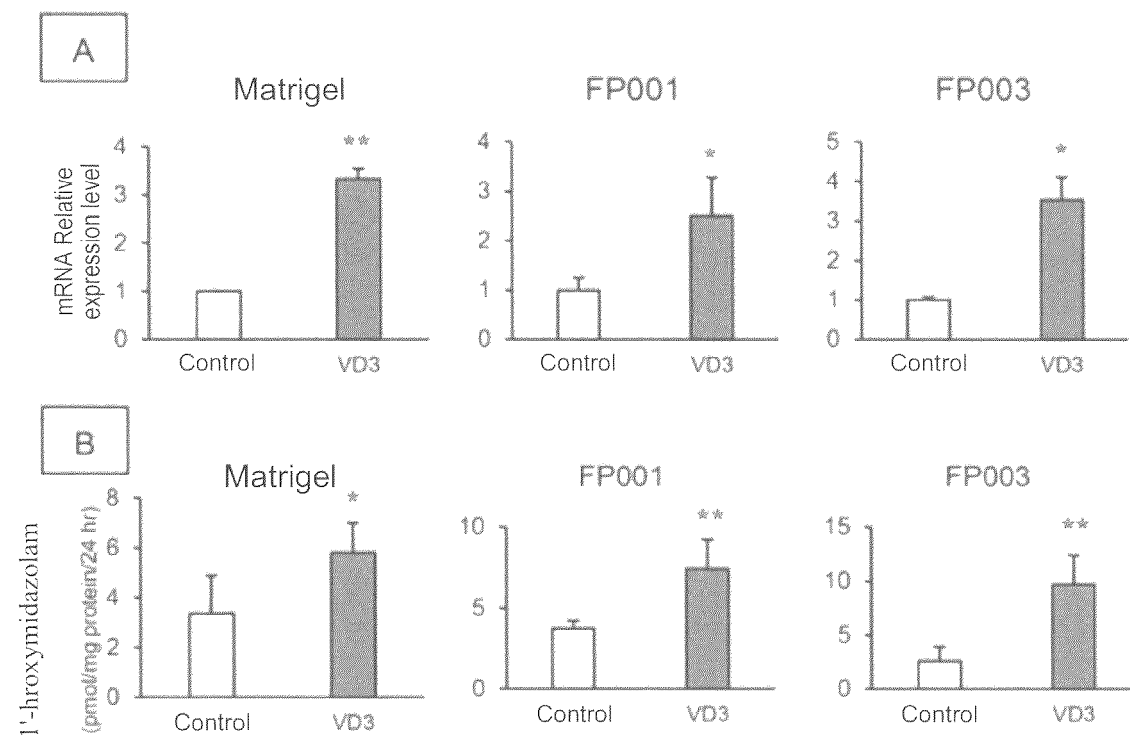 A
Matrigel
FP001
FP003
mRNA Relative
expression level
4
3
2
1
0
**
Control
VD3
4
3
2
1
0
*
Control
VD3
5
4
3
2
1
0
*
Control
VD3
B
Matrigel
FP001
FP003
1'-hroxymidazolam
(pmol/mg protein/24 hr)
8
6
4
2
0
*
Control
VD3
10
5
0
**
Control
VD3
15
10
5
0
**
Control
VD3